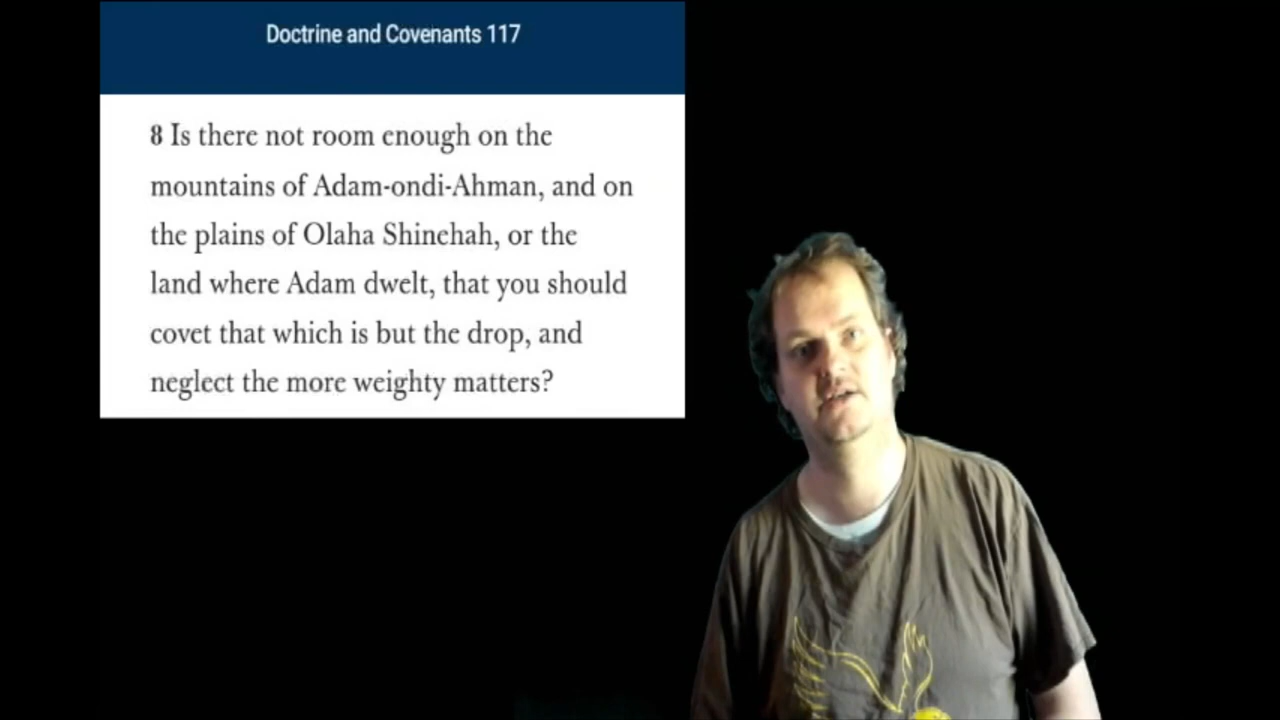 Doctrine and Covenants 117
8 Is there not room enough on the
mountains of Adam-ondi-Ahman, and on
the plains of Olaha Shinehah, or the
land where Adam dwelt, that you should
covet that which is but the drop, and
neglect the more weighty matters?